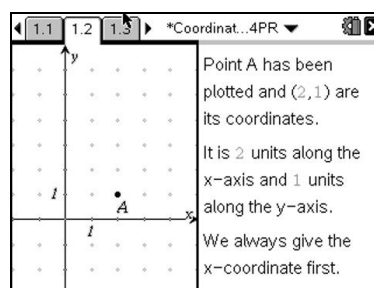 1.1 1.2 1.3 *Coordinat...4PR
y
1
A
x
1
Point A has been
plotted and (2,1) are
its coordinates.
It is 2 units along the
x-axis and 1 units
along the y-axis.
We always give the
x-coordinate first.